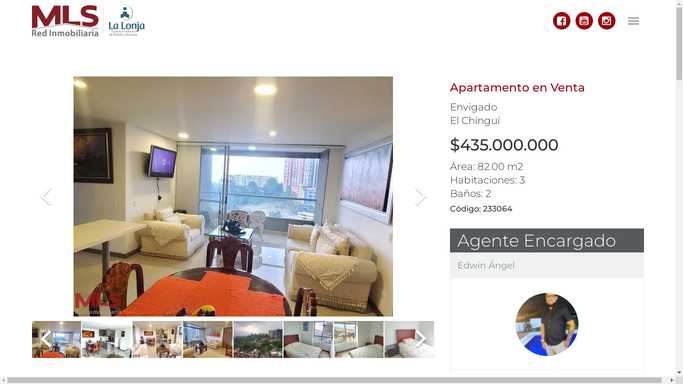 MLS
Red Inmobiliaria
La Lonja
Apartamento en Venta
Envigado
El Chinguí
$435.000.000
Área: 82.00 m2
Habitaciones: 3
Baños: 2
Código: 233064
MLS
Agente Encargado
Edwin Ángel